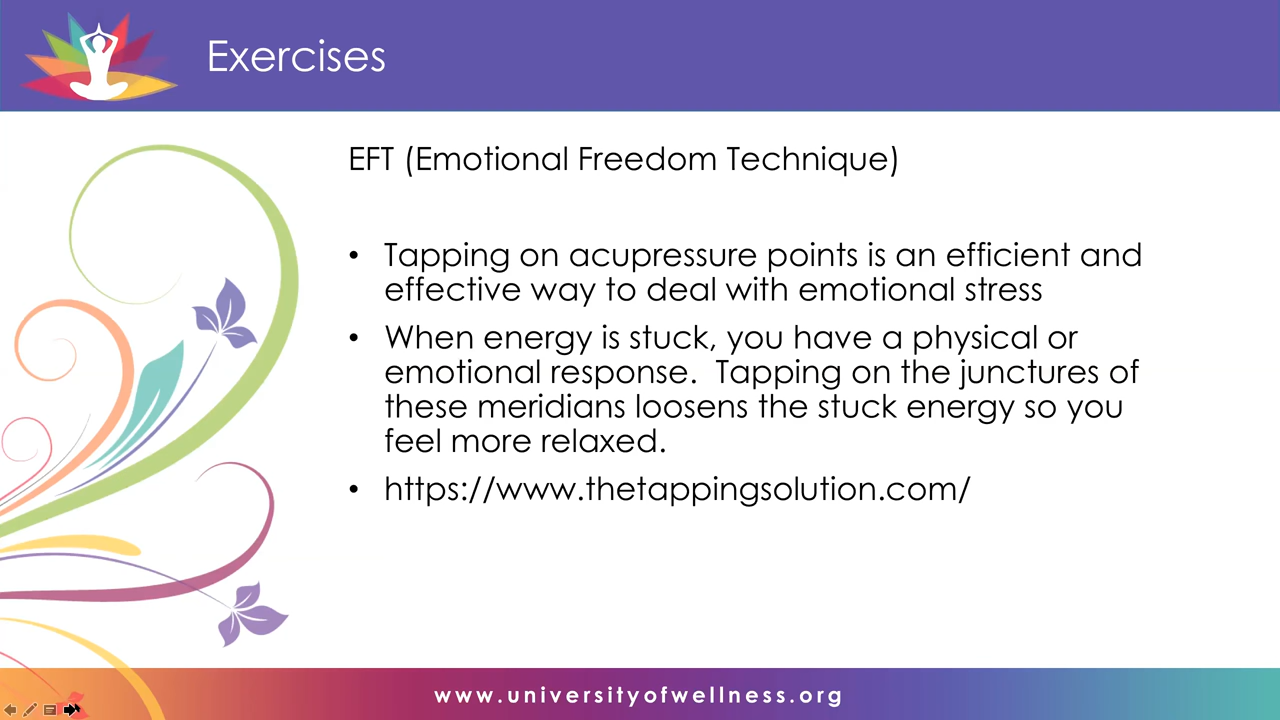 Exercises
EFT (Emotional Freedom Technique)
• Tapping on acupressure points is an efficient and
effective way to deal with emotional stress
• When energy is stuck, you have a physical or
emotional response.  Tapping on the junctures of
these meridians loosens the stuck energy so you
feel more relaxed.
• https://www.thetappingsolution.com/
www.universityofwellness.org